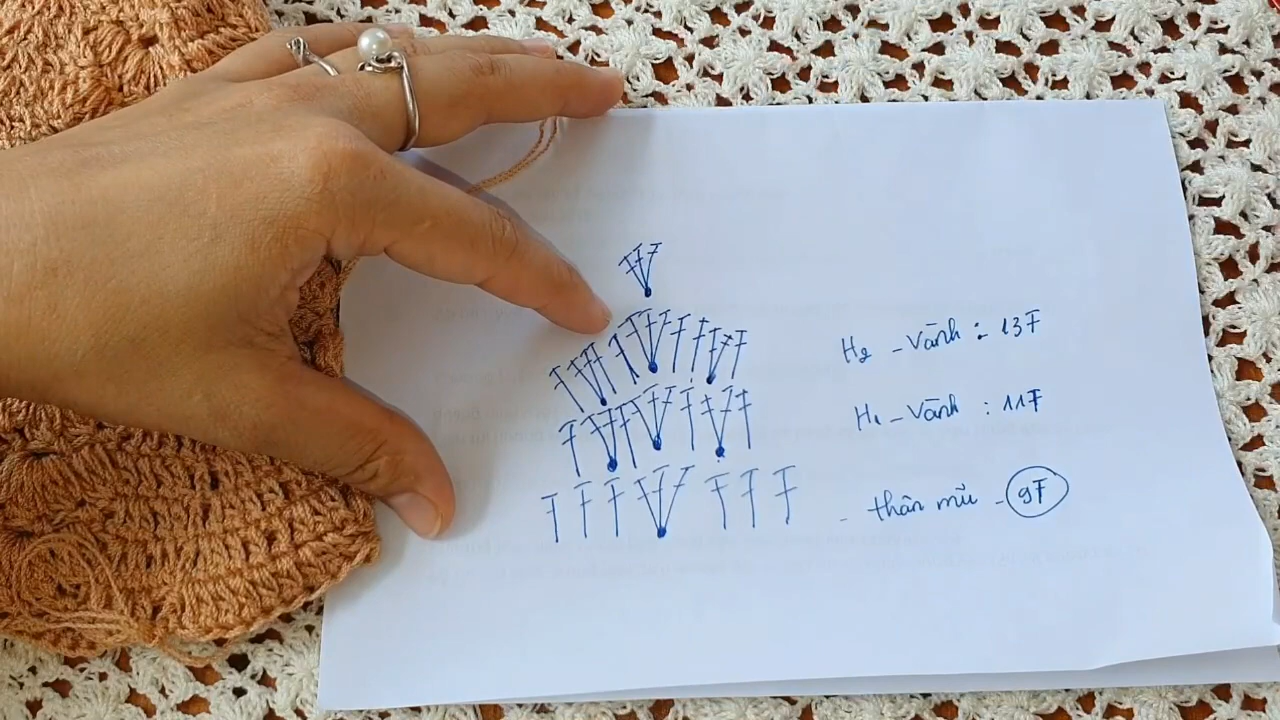 H2 - Vành : 13F
H1 - Vành : 11F
- thân mũ - 9F